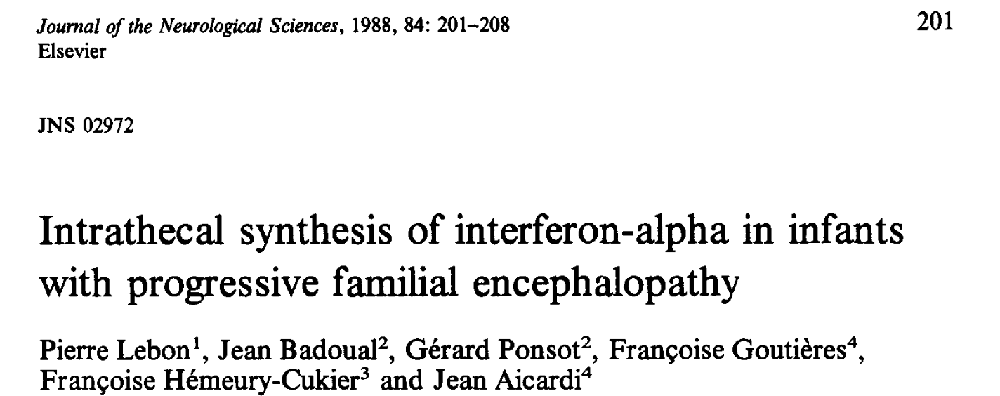 Journal of the Neurological Sciences, 1988, 84: 201–208 201
Elsevier
JNS 02972
Intrathecal synthesis of interferon-alpha in infants
with progressive familial encephalopathy
Pierre Lebon¹, Jean Badoual², Gérard Ponsot², Françoise Goutières⁴,
Françoise Hémeury-Cukier³ and Jean Aicardi⁴